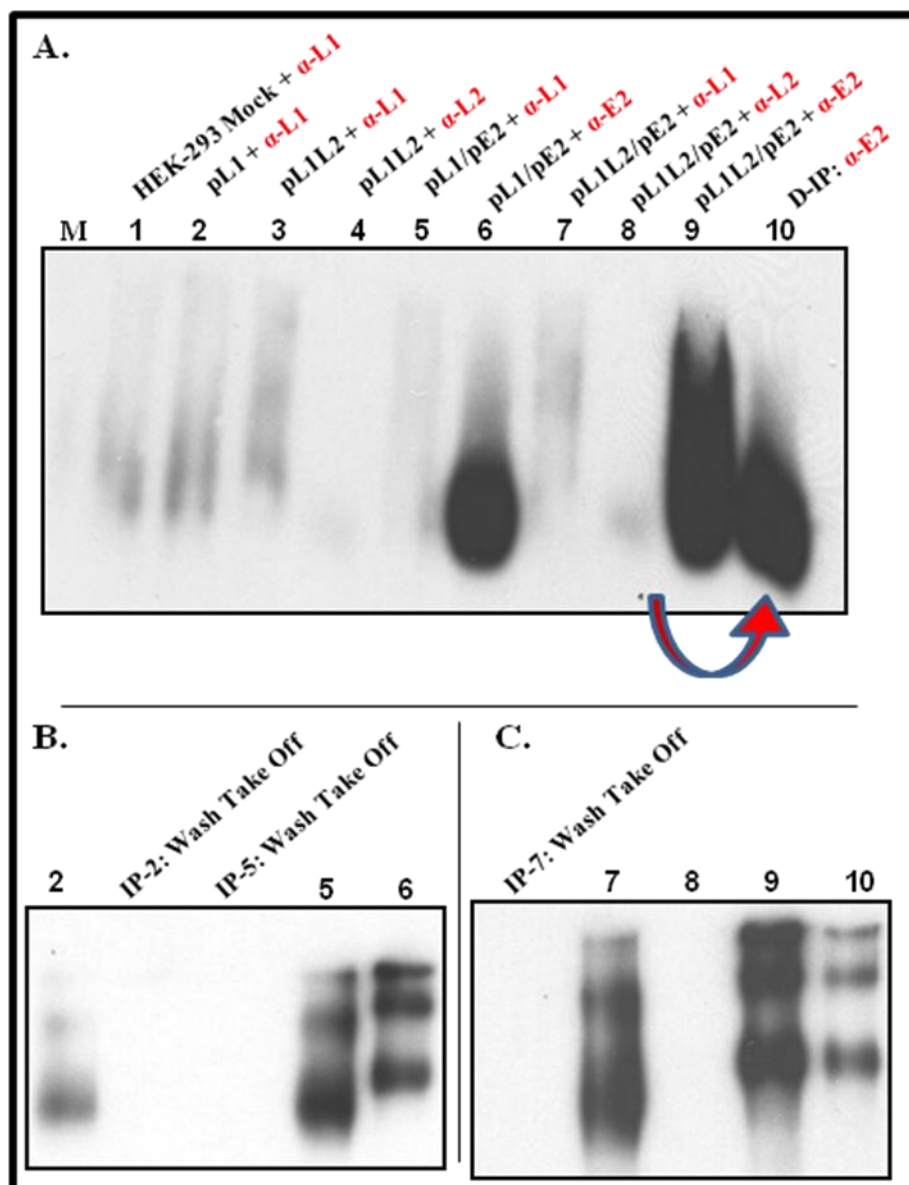 A.
HEK-293 Mock + α-L1
pL1 + α-L1
pL1L2 + α-L1
pL1L2 + α-L2
pL1/pE2 + α-L1
pL1/pE2 + α-E2
pL1L2/pE2 + α-L1
pL1L2/pE2 + α-L2
pL1L2/pE2 + α-E2
D-IP: α-E2
M 1 2 3 4 5 6 7 8 9 10
B.
IP-2: Wash Take Off
IP-5: Wash Take Off
2 5 6
C.
IP-7: Wash Take Off
7 8 9 10